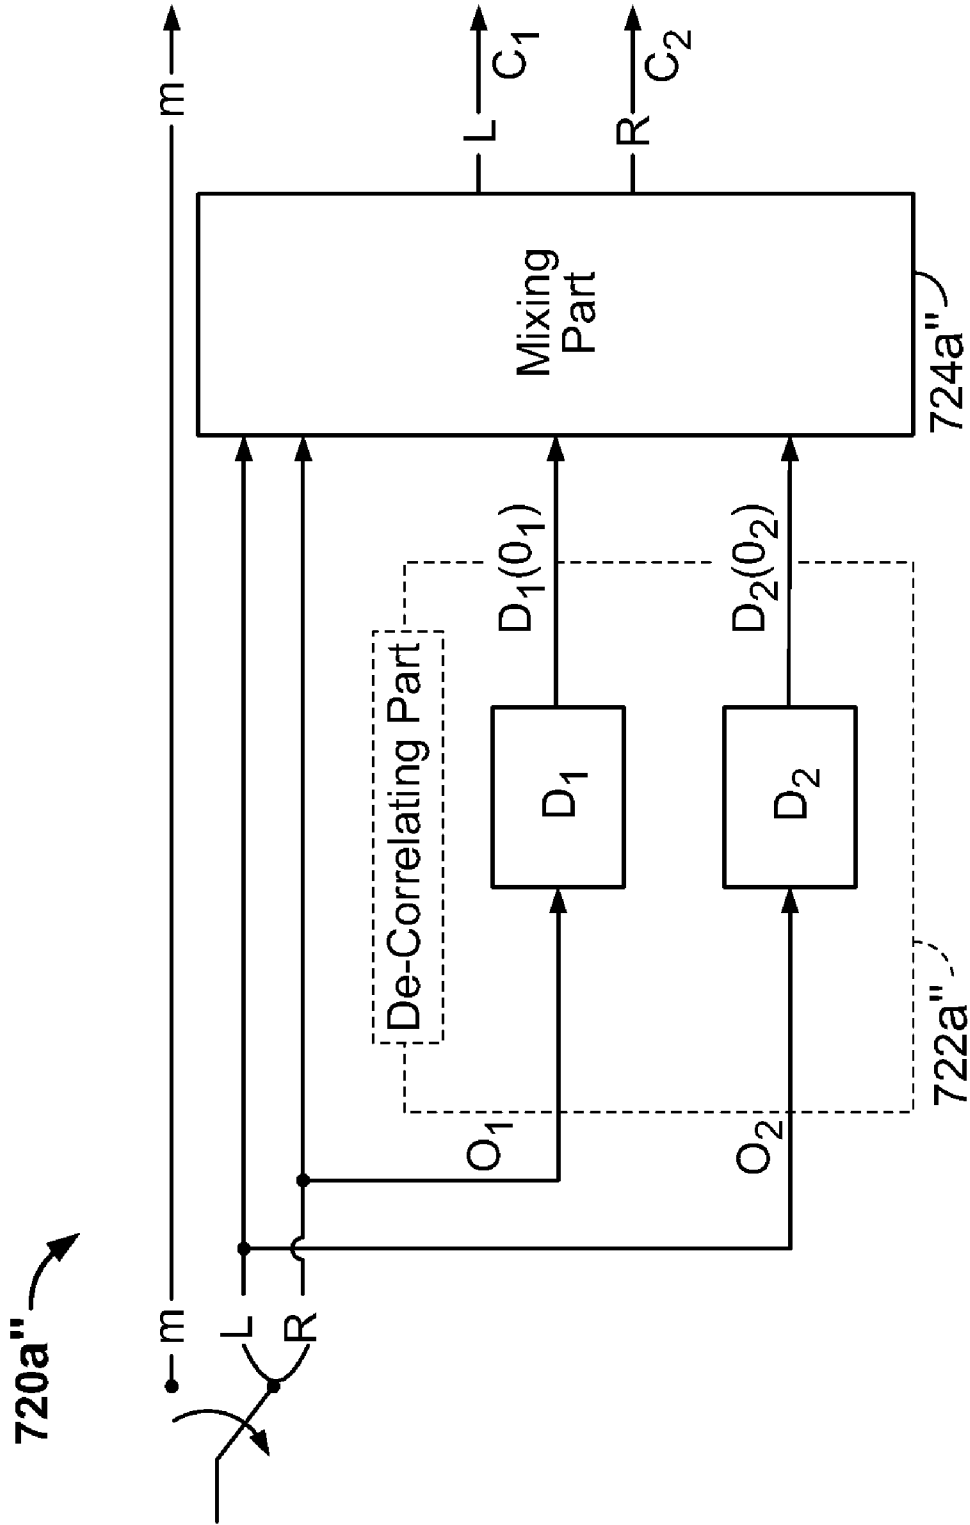 720a"
m
m
L
R
O1
O2
De-Correlating Part
D1
D2
D1(01)
D2(02)
722a"
Mixing
Part
724a"
L
C1
R
C2